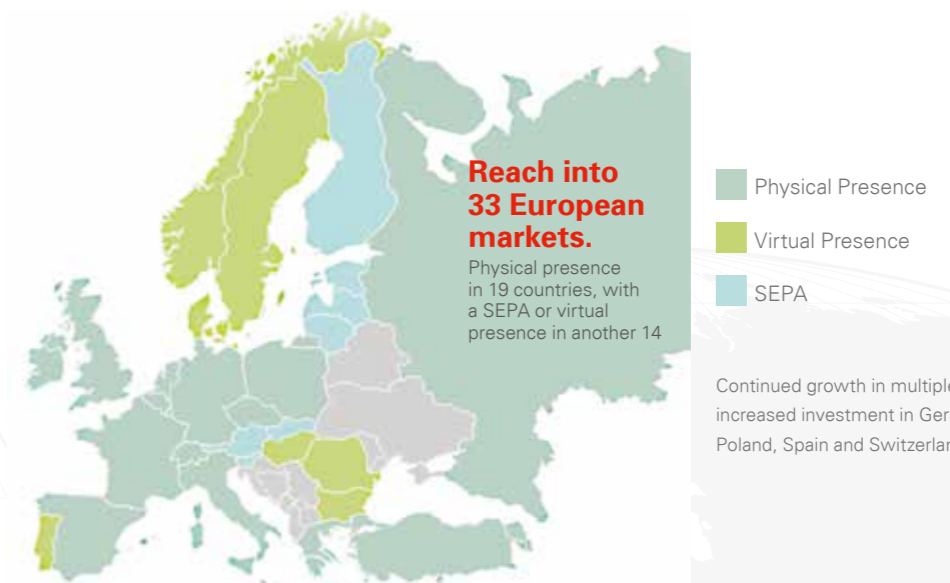 Reach into
33 European
markets.
Physical presence
in 19 countries, with
a SEPA or virtual
presence in another 14
Physical Presence
Virtual Presence
SEPA
Continued growth in multiple
increased investment in Ger
Poland, Spain and Switzerlan